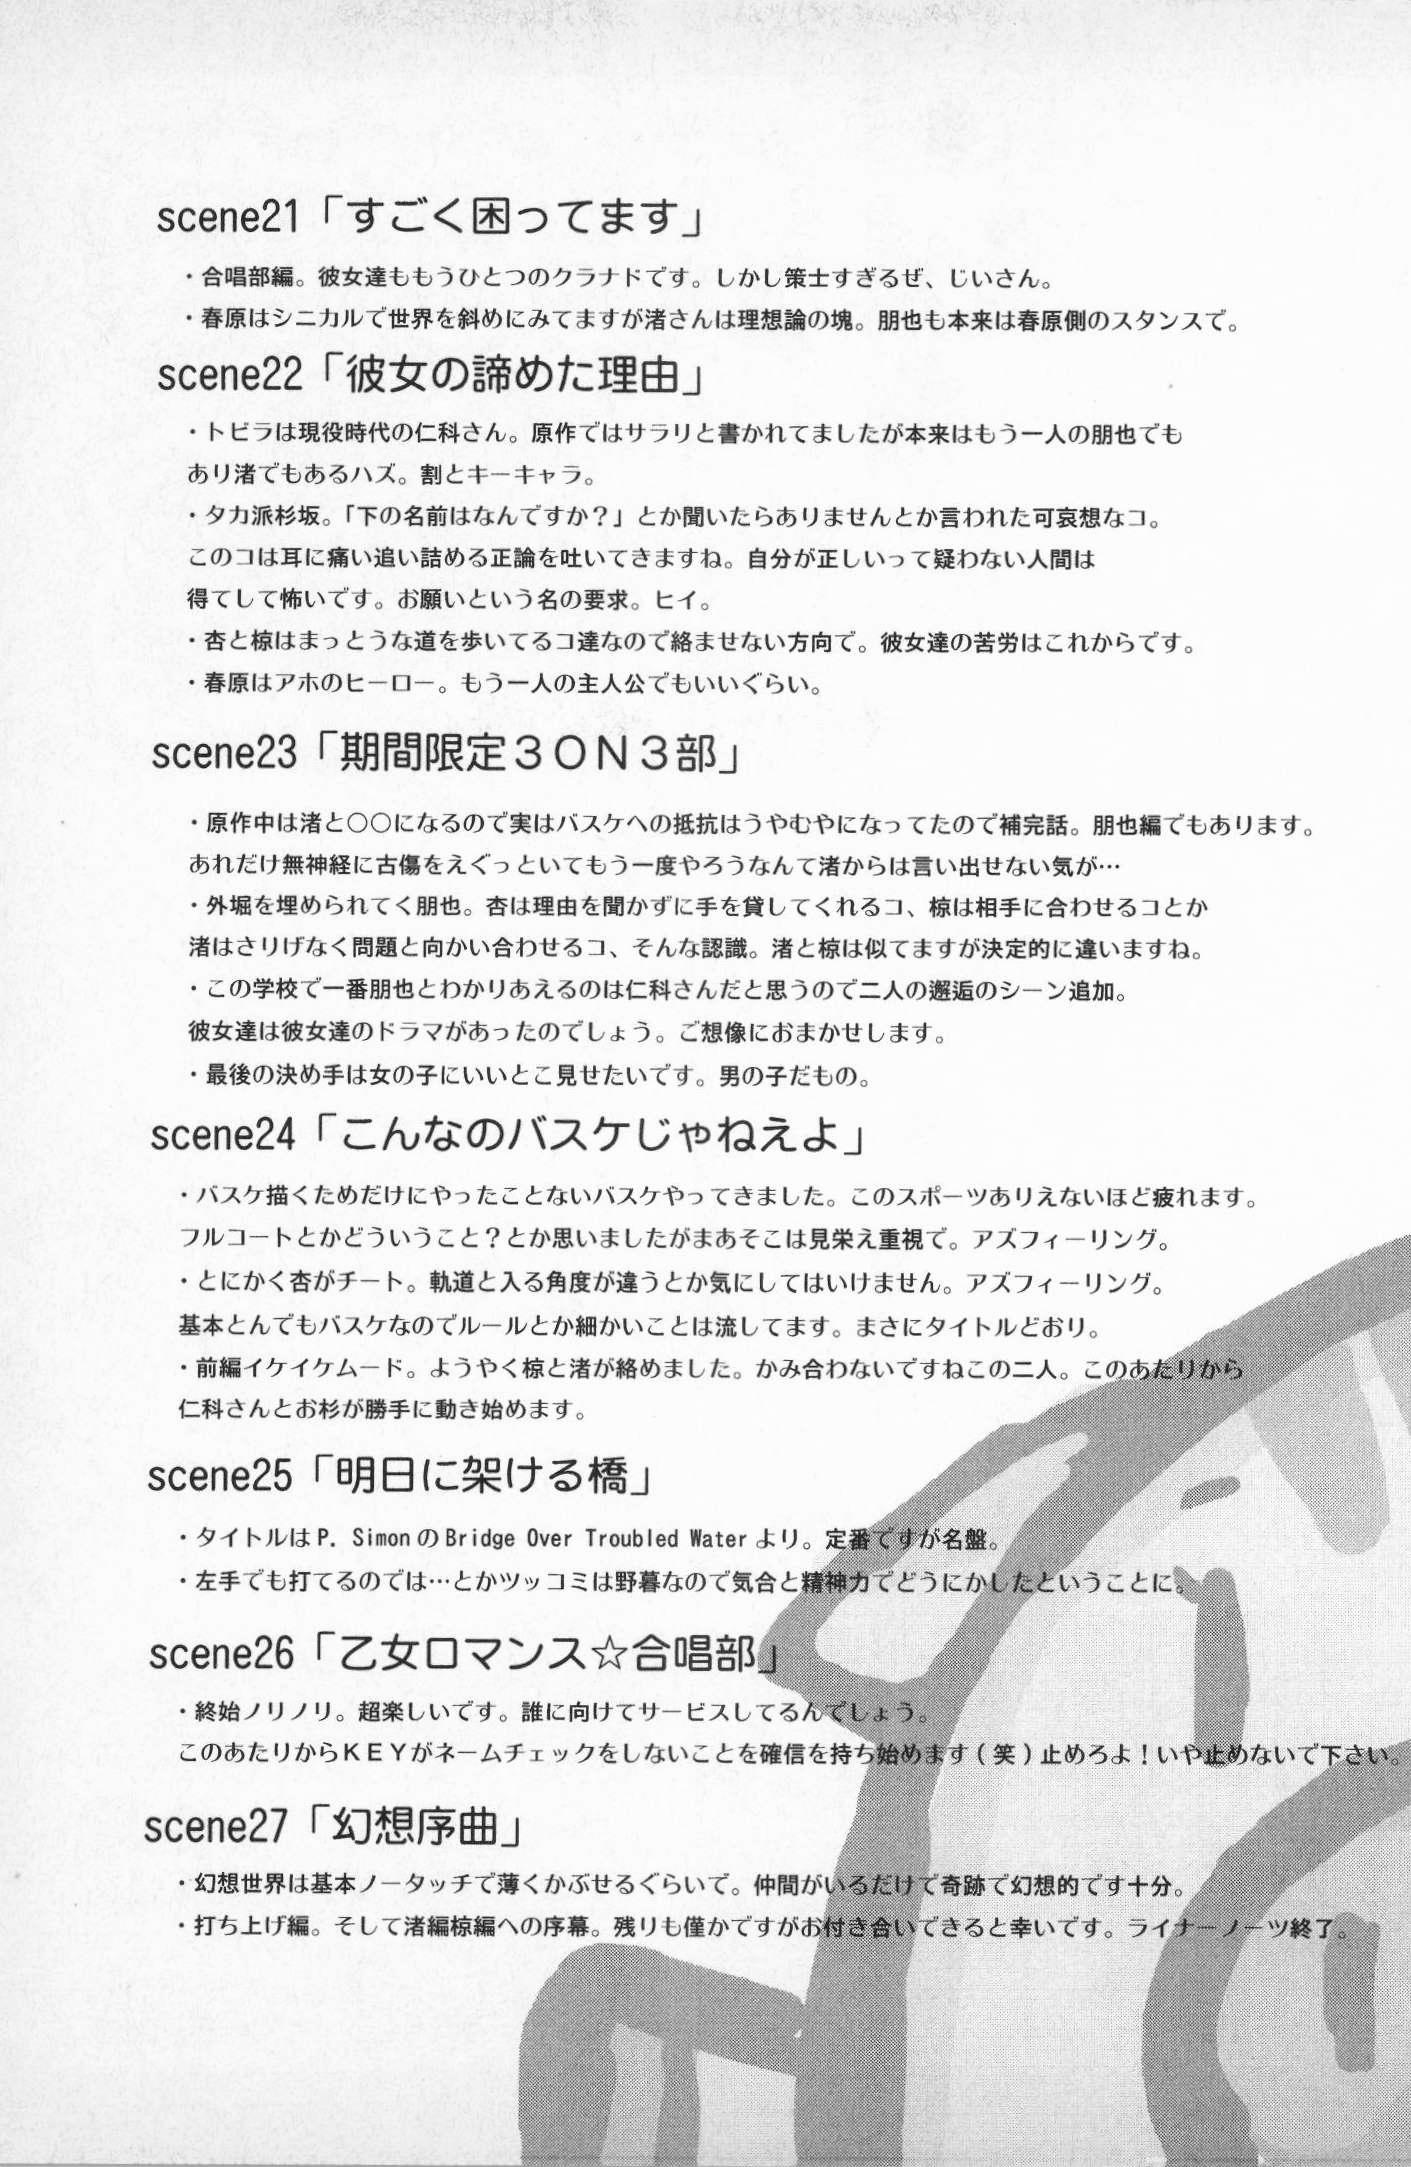 scene21「すごく困ってます」
・合唱部編。彼女達ももうひとつのクラナドです。しかし策士すぎるぜ、じいさん。
・春原はシニカルで世界を斜めにみてますが渚さんは理想論の塊。朋也も本来は春原側のスタンスで。
scene22「彼女の諦めた理由」
・トビラは現役時代の仁科さん。原作ではサラリと書かれてましたが本来はもう一人の朋也でも
あり渚でもあるハズ。割とキーキャラ。
・タカ派杉坂。「下の名前はなんですか？」とか聞いたらありませんとか言われた可哀想なコ。
このコは耳に痛い追い詰める正論を吐いてきますね。自分が正しいって疑わない人間は
得てして怖いです。お願いという名の要求。ヒイ。
・杏と椋はまっとうな道を歩いてるコ達なので絡ませない方向で。彼女達の苦労はこれからです。
・春原はアホのヒーロー。もう一人の主人公でもいいぐらい。
scene23「期間限定３ＯＮ３部」
・原作中は渚と〇〇になるので実はバスケへの抵抗はうやむやになってたので補完話。朋也編でもあります。
あれだけ無神経に古傷をえぐっといてもう一度やろうなんて渚からは言い出せない気が…
・外堀を埋められてく朋也。杏は理由を聞かずに手を貸してくれるコ、椋は相手に合わせるコとか
渚はさりげなく問題と向かい合わせるコ、そんな認識。渚と椋は似てますが決定的に違いますね。
・この学校で一番朋也とわかりあえるのは仁科さんだと思うので二人の邂逅のシーン追加。
彼女達は彼女達のドラマがあったのでしょう。ご想像におまかせします。
・最後の決め手は女の子にいいとこ見せたいです。男の子だもの。
scene24「こんなのバスケじゃねえよ」
・バスケ描くためだけにやったことないバスケやってきました。このスポーツありえないほど疲れます。
フルコートとかどういうこと？とか思いましたがまあそこは見栄え重視で。アズフィーリング。
・とにかく杏がチート。軌道と入る角度が違うとか気にしてはいけません。アズフィーリング。
基本とんでもバスケなのでルールとか細かいことは流してます。まさにタイトルどおり。
・前編イケイケムード。ようやく椋と渚が絡めました。かみ合わないですねこの二人。このあたりから
仁科さんとお杉が勝手に動き始めます。
scene25「明日に架ける橋」
・タイトルはP. SimonのBridge Over Troubled Waterより。定番ですが名盤。
・左手でも打てるのでは…とかツッコミは野暮なので気合と精神力でどうにかしたということに。
scene26「乙女ロマンス☆合唱部」
・終始ノリノリ。超楽しいです。誰に向けてサービスしてるんでしょう。
このあたりからＫＥＹがネームチェックをしないことを確信を持ち始めます（笑）止めろよ！いや止めないで下さい。
scene27「幻想序曲」
・幻想世界は基本ノータッチで薄くかぶせるぐらいで。仲間がいるだけで奇跡で幻想的です十分。
・打ち上げ編。そして渚編椋編への序幕。残りも僅かですがお付き合いできると幸いです。ライナーノーツ終了。